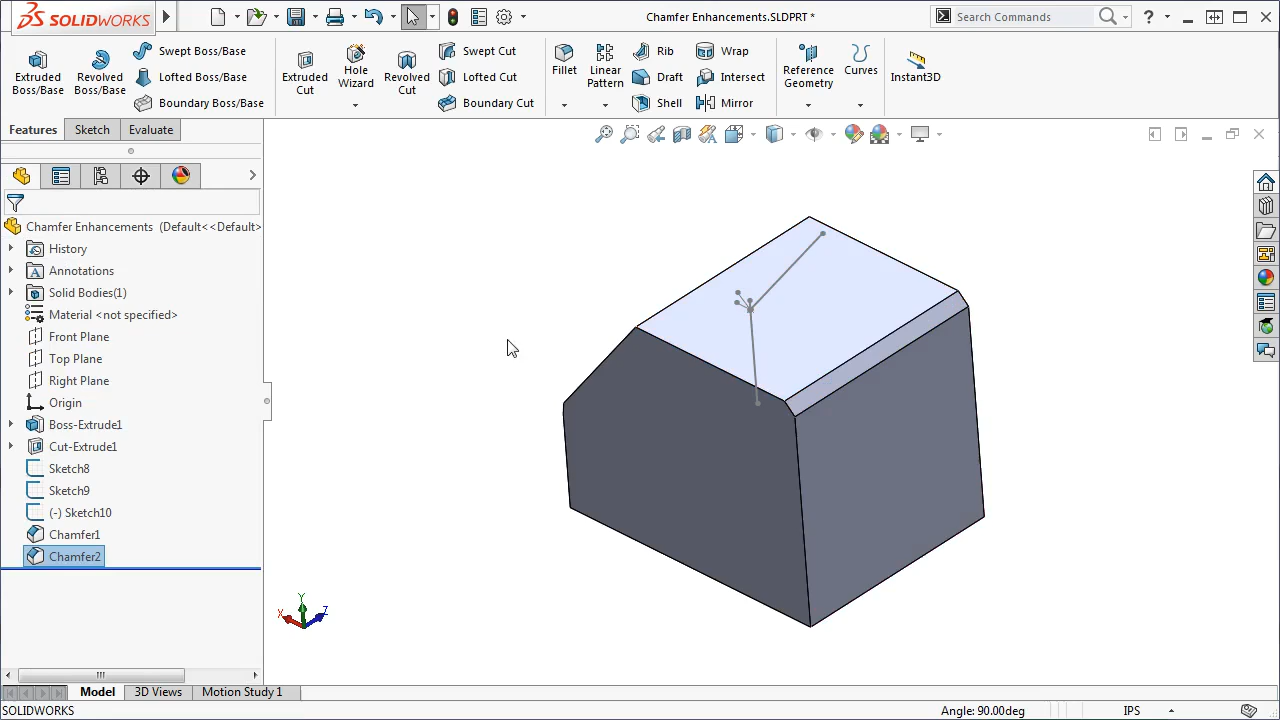 SOLIDWORKS
Chamfer Enhancements.SLDPRT *
Search Commands
Extruded Boss/Base
Revolved Boss/Base
Swept Boss/Base
Lofted Boss/Base
Boundary Boss/Base
Extruded Cut
Hole Wizard
Revolved Cut
Swept Cut
Lofted Cut
Boundary Cut
Fillet
Linear Pattern
Rib
Draft
Shell
Wrap
Intersect
Mirror
Reference Geometry
Curves
Instant3D
Features
Sketch
Evaluate
Chamfer Enhancements (Default<<Default>
History
Annotations
Solid Bodies(1)
Material <not specified>
Front Plane
Top Plane
Right Plane
Origin
Boss-Extrude1
Cut-Extrude1
Sketch8
Sketch9
(-) Sketch10
Chamfer1
Chamfer2
Y
X
Z
Model
3D Views
Motion Study 1
SOLIDWORKS
Angle: 90.00deg
IPS